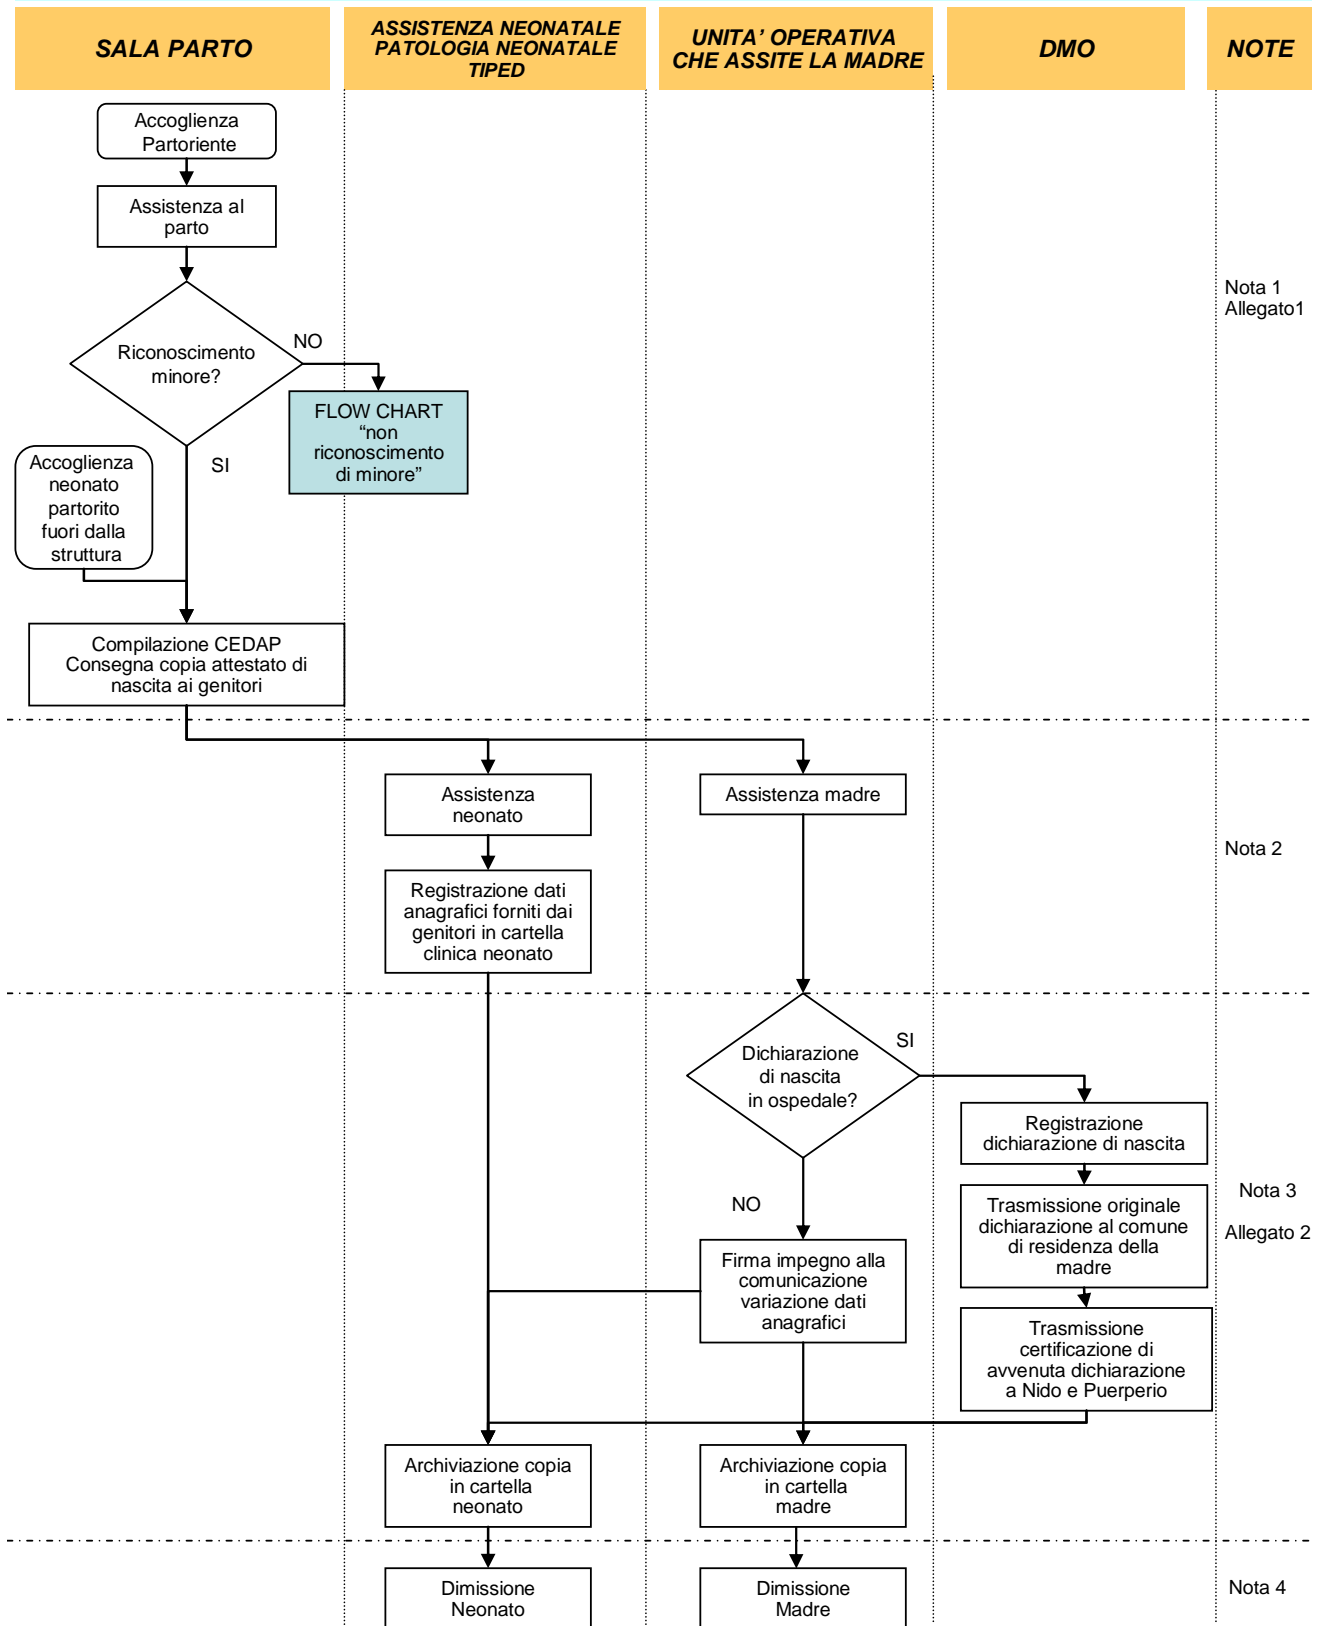 SALA PARTO
ASSISTENZA NEONATALE
PATOLOGIA NEONATALE
TIPED
UNITA' OPERATIVA
CHE ASSITE LA MADRE
DMO
NOTE
Accoglienza
Partoriente
Assistenza al
parto
Nota 1
Allegato1
Riconoscimento
minore?
NO
FLOW CHART
“non
riconoscimento
di minore”
SI
Accoglienza
neonato
partorito
fuori dalla
struttura
Compilazione CEDAP
Consegna copia attestato di
nascita ai genitori
Assistenza
neonato
Assistenza madre
Nota 2
Registrazione dati
anagrafici forniti dai
genitori in cartella
clinica neonato
Dichiarazione
di nascita
in ospedale?
SI
Registrazione
dichiarazione di nascita
NO
Trasmissione originale
dichiarazione al comune
di residenza della
madre
Nota 3
Allegato 2
Firma impegno alla
comunicazione
variazione dati
anagrafici
Trasmissione
certificazione di
avvenuta dichiarazione
a Nido e Puerperio
Archiviazione copia
in cartella
neonato
Archiviazione copia
in cartella
madre
Dimissione
Neonato
Dimissione
Madre
Nota 4